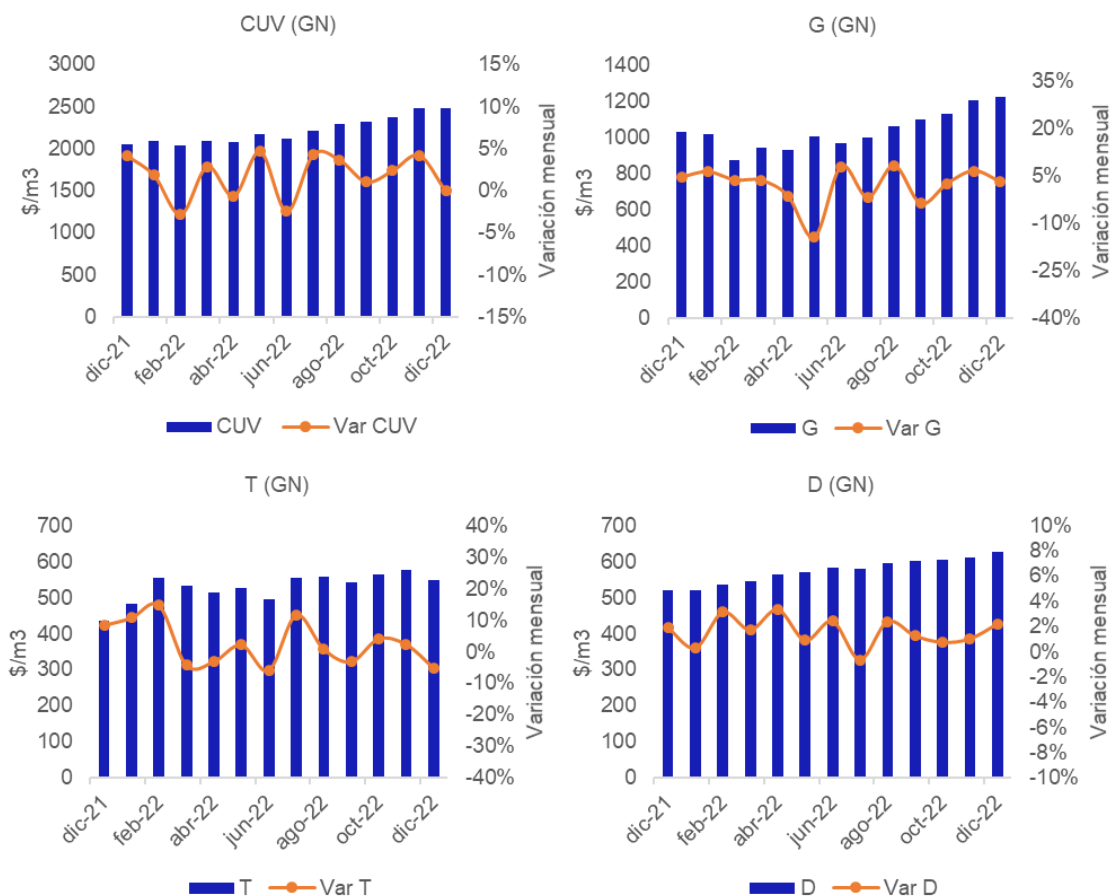 CUV (GN)
3000
2500
2000
1500
1000
500
0
$/m3
15%
10%
5%
0%
-5%
-10%
-15%
Variación mensual
dic-21
feb-22
abr-22
jun-22
ago-22
oct-22
dic-22
CUV
Var CUV
G (GN)
1400
1200
1000
800
600
400
200
0
$/m3
35%
20%
5%
-10%
-25%
-40%
Variación mensual
dic-21
feb-22
abr-22
jun-22
ago-22
oct-22
dic-22
G
Var G
T (GN)
700
600
500
400
300
200
100
0
$/m3
40%
30%
20%
10%
0%
-10%
-20%
-30%
-40%
Variación mensual
dic-21
feb-22
abr-22
jun-22
ago-22
oct-22
dic-22
T
Var T
D (GN)
700
600
500
400
300
200
100
0
$/m3
10%
8%
6%
4%
2%
0%
-2%
-4%
-6%
-8%
-10%
Variación mensual
dic-21
feb-22
abr-22
jun-22
ago-22
oct-22
dic-22
D
Var D